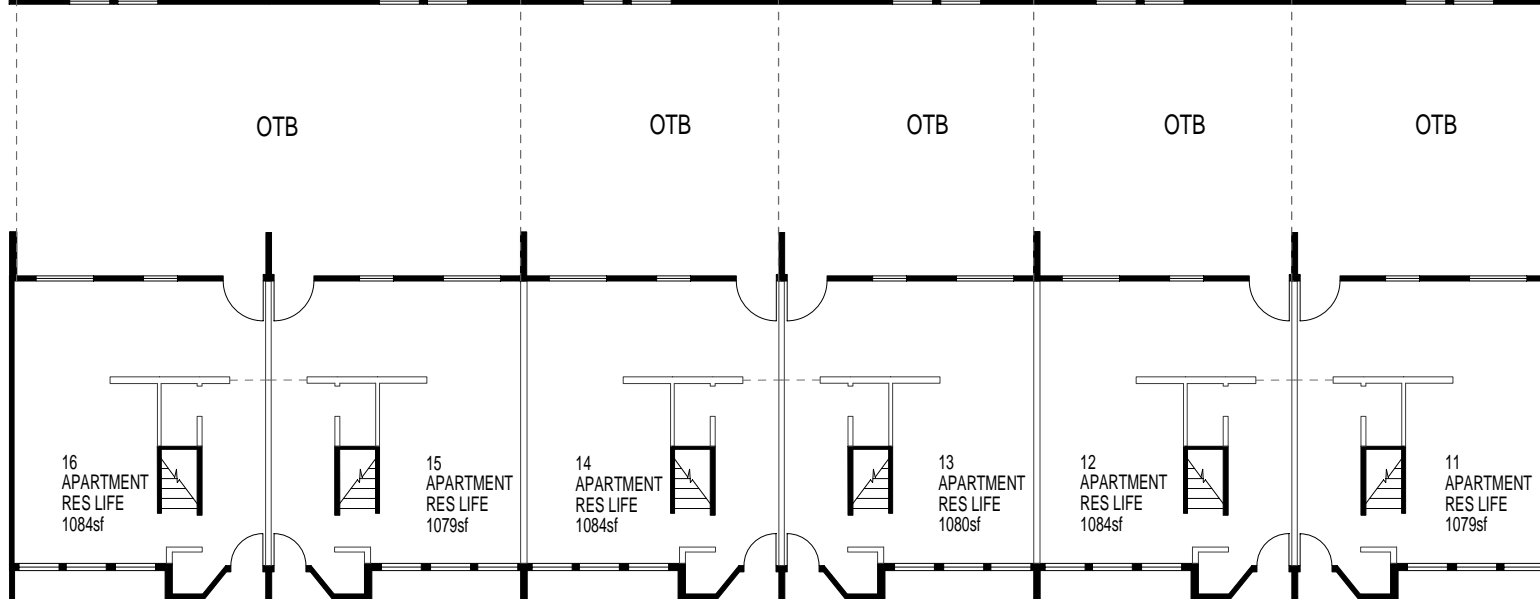 OTB
OTB
OTB
OTB
OTB
16
APARTMENT
RES LIFE
1084sf
15
APARTMENT
RES LIFE
1079sf
14
APARTMENT
RES LIFE
1084sf
13
APARTMENT
RES LIFE
1080sf
12
APARTMENT
RES LIFE
1084sf
11
APARTMENT
RES LIFE
1079sf